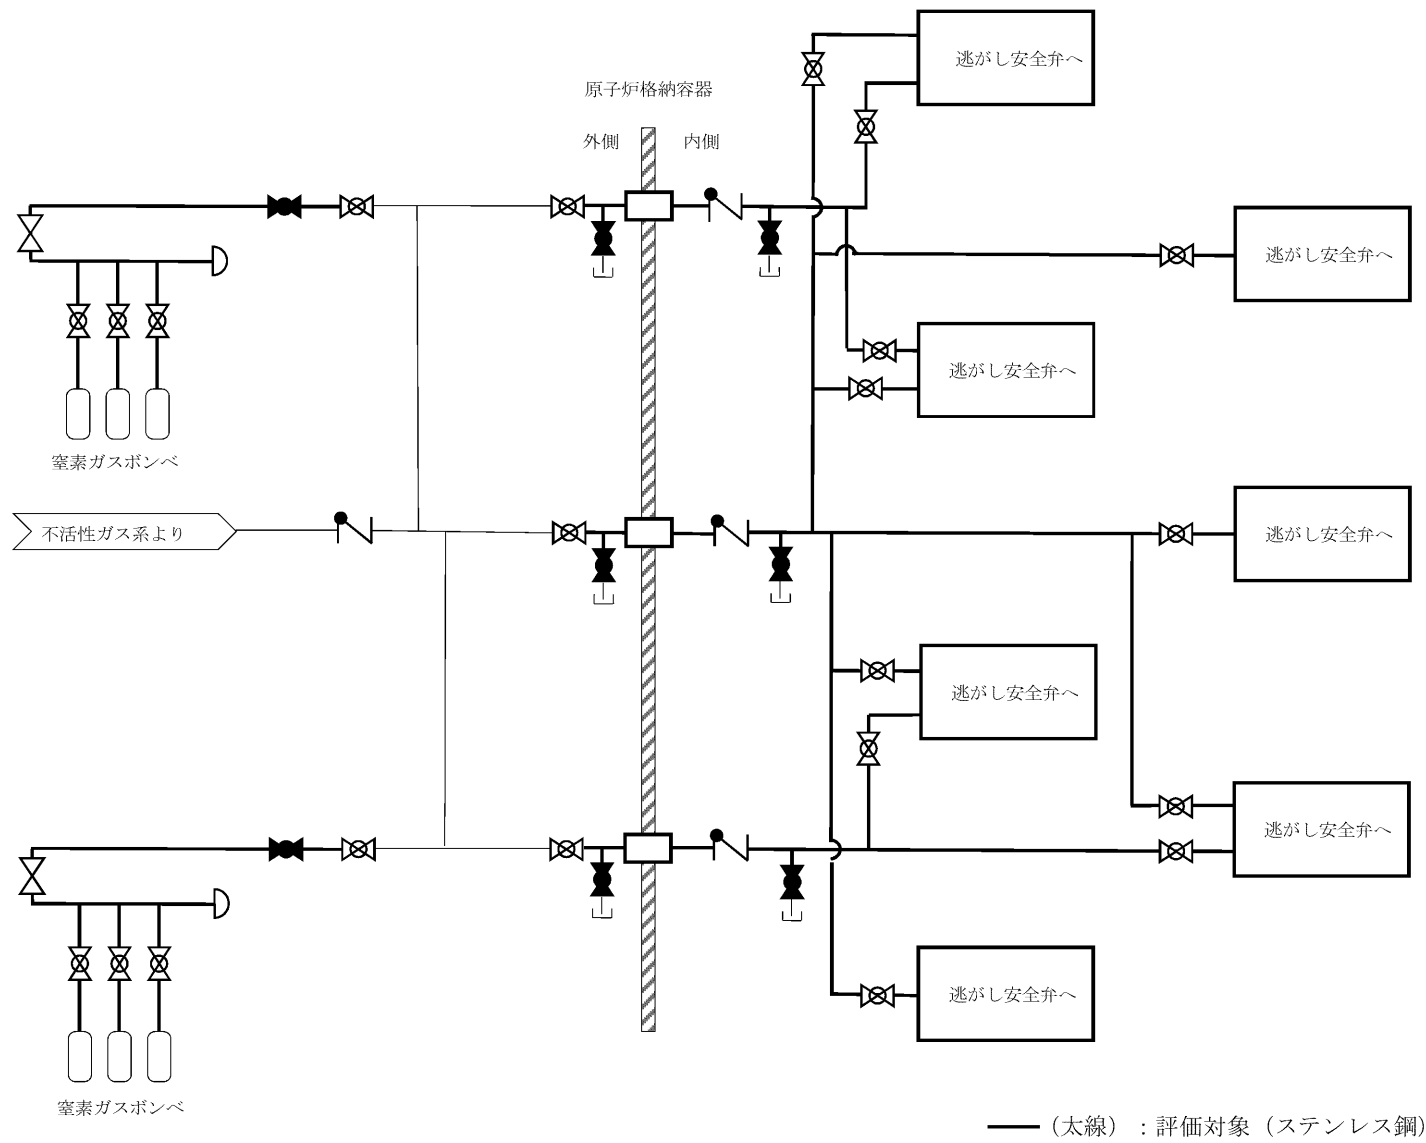 逃がし安全弁へ
原子炉格納容器
外側
内側
逃がし安全弁へ
逃がし安全弁へ
窒素ガスボンベ
不活性ガス系より
逃がし安全弁へ
逃がし安全弁へ
逃がし安全弁へ
逃がし安全弁へ
窒素ガスボンベ
（太線）：評価対象（ステンレス鋼）